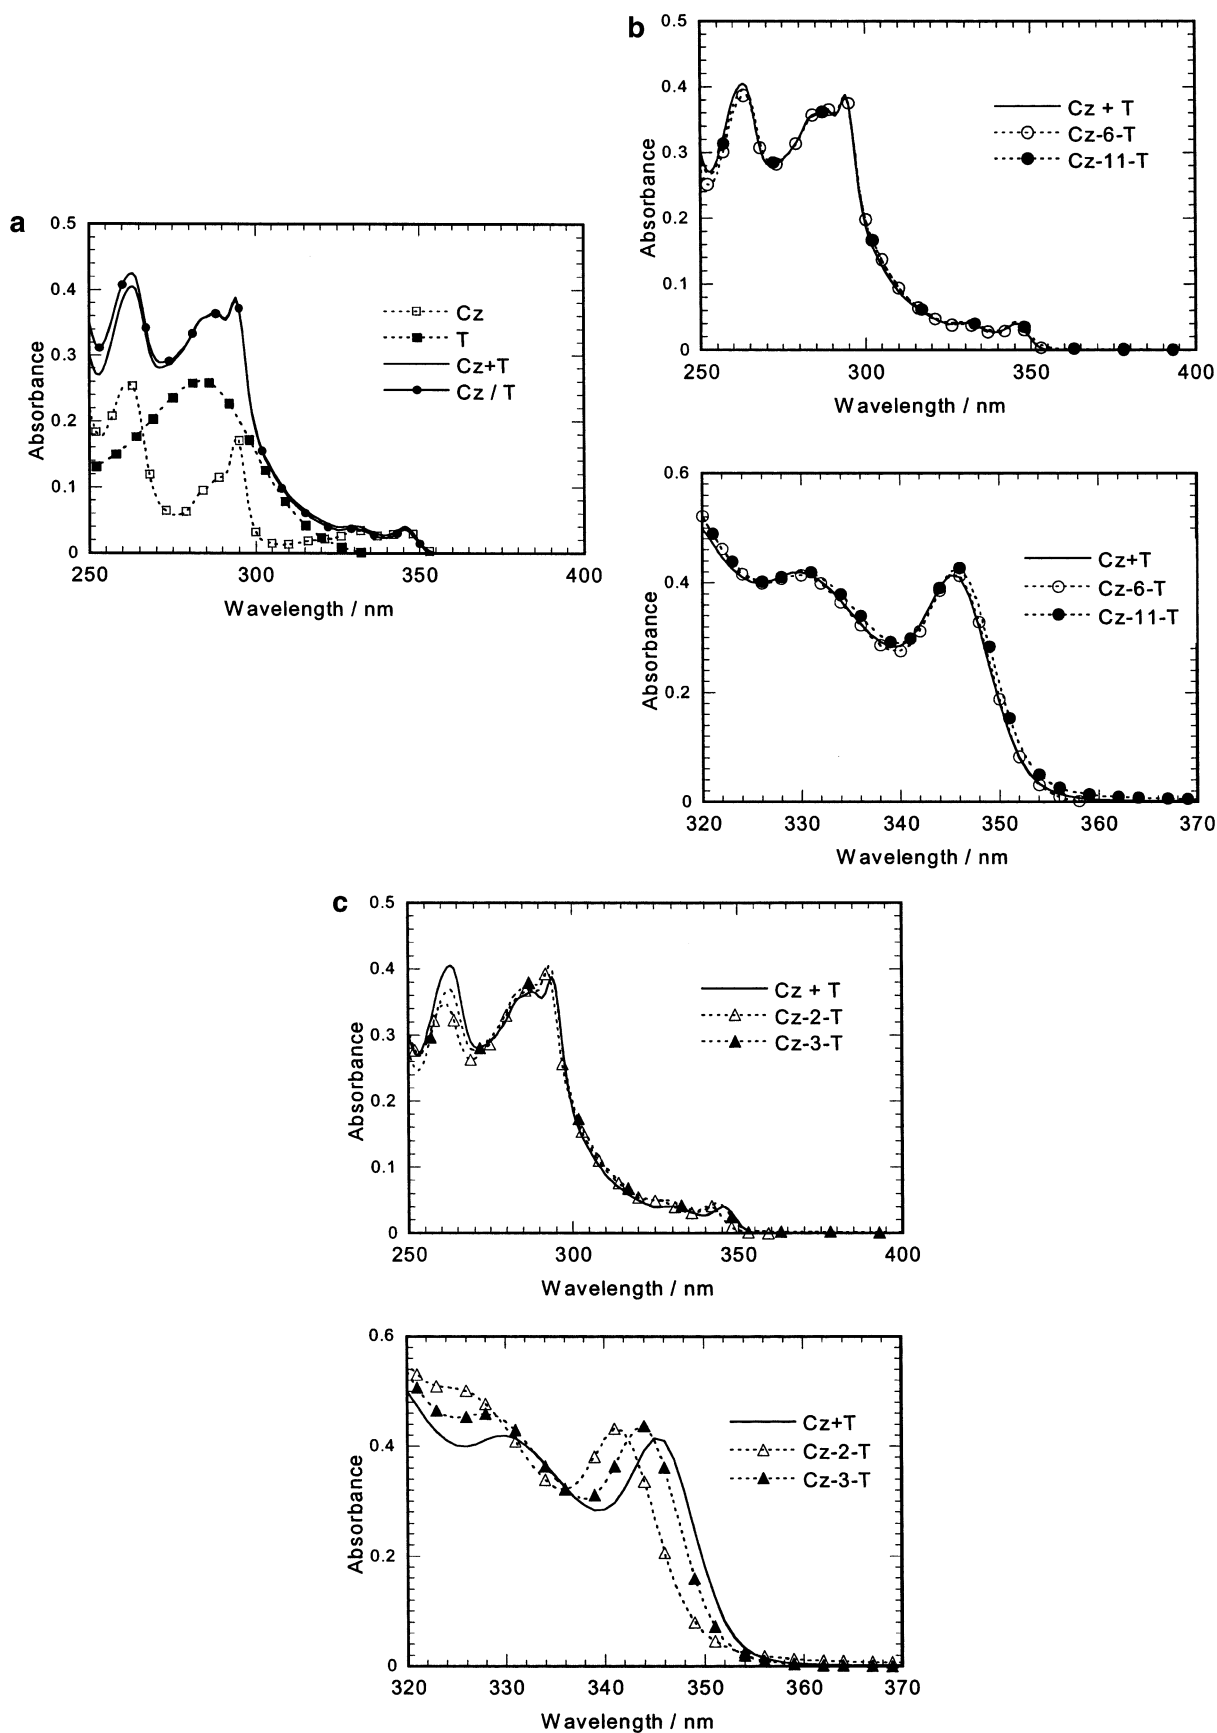 a
0.5
0.4
0.3
0.2
0.1
0
Absorbance
Cz
T
Cz+T
Cz / T
250 300 350 400
Wavelength / nm
b
0.5
0.4
0.3
0.2
0.1
0
Absorbance
Cz + T
Cz-6-T
Cz-11-T
250 300 350 400
Wavelength / nm
0.6
0.4
0.2
0
Absorbance
Cz+T
Cz-6-T
Cz-11-T
320 330 340 350 360 370
Wavelength / nm
c
0.5
0.4
0.3
0.2
0.1
0
Absorbance
Cz + T
Cz-2-T
Cz-3-T
250 300 350 400
Wavelength / nm
0.6
0.4
0.2
0
Absorbance
Cz+T
Cz-2-T
Cz-3-T
320 330 340 350 360 370
Wavelength / nm